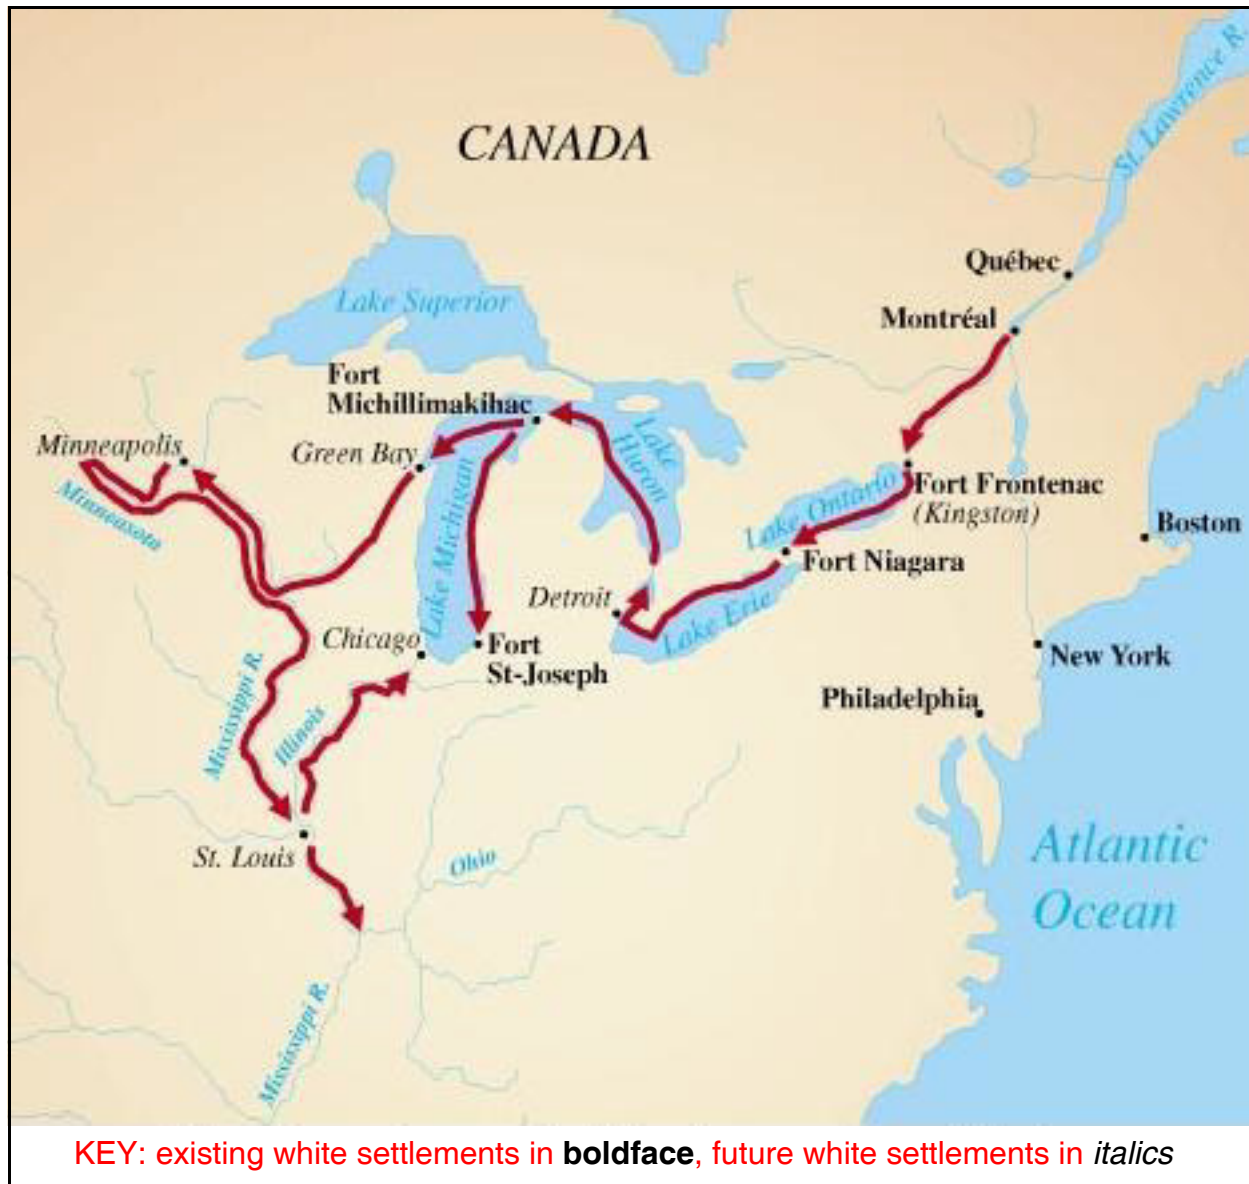 St. Lawrence R.
CANADA
Québec
Montréal
Lake Superior
Fort
Michillimakihac
Minneapolis
Green Bay
Lake
Huron
Minneasota
Lake Michigan
Lake Ontario
Fort Frontenac
(Kingston)
Boston
Fort Niagara
Detroit
Lake Erie
Chicago
Fort
St-Joseph
New York
Philadelphia
Mississippi R.
Illinois
St. Louis
Ohio
Atlantic
Ocean
Mississippi R.
KEY: existing white settlements in boldface, future white settlements in italics